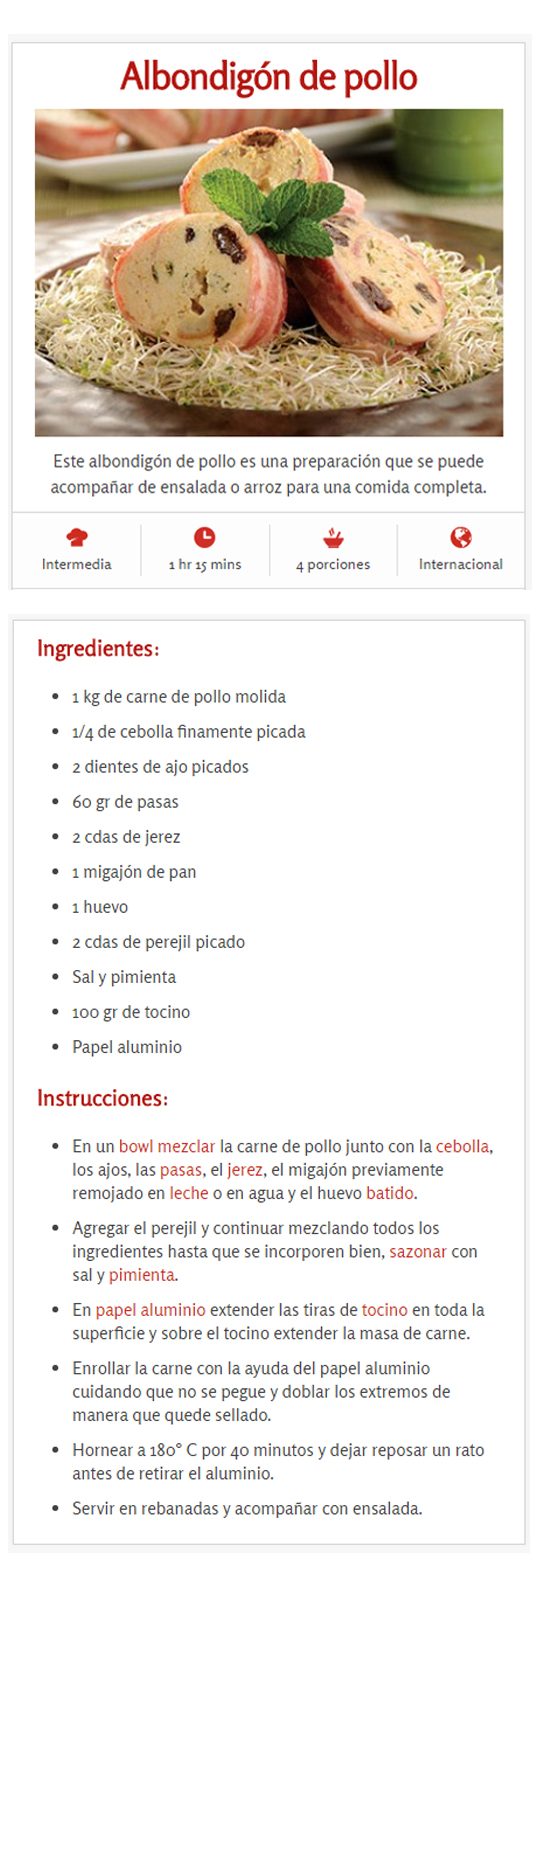 Albondigón de pollo
Este albondigón de pollo es una preparación que se puede
acompañar de ensalada o arroz para una comida completa.
Intermedia
1 hr 15 mins
4 porciones
Internacional
Ingredientes:
• 1 kg de carne de pollo molida
• 1/4 de cebolla finamente picada
• 2 dientes de ajo picados
• 60 gr de pasas
• 2 cdas de jerez
• 1 migajón de pan
• 1 huevo
• 2 cdas de perejil picado
• Sal y pimienta
• 100 gr de tocino
• Papel aluminio
Instrucciones:
• En un bowl mezclar la carne de pollo junto con la cebolla,
los ajos, las pasas, el jerez, el migajón previamente
remojado en leche o en agua y el huevo batido.
• Agregar el perejil y continuar mezclando todos los
ingredientes hasta que se incorporen bien, sazonar con
sal y pimienta.
• En papel aluminio extender las tiras de tocino en toda la
superficie y sobre el tocino extender la masa de carne.
• Enrollar la carne con la ayuda del papel aluminio
cuidando que no se pegue y doblar los extremos de
manera que quede sellado.
• Hornear a 180° C por 40 minutos y dejar reposar un rato
antes de retirar el aluminio.
• Servir en rebanadas y acompañar con ensalada.